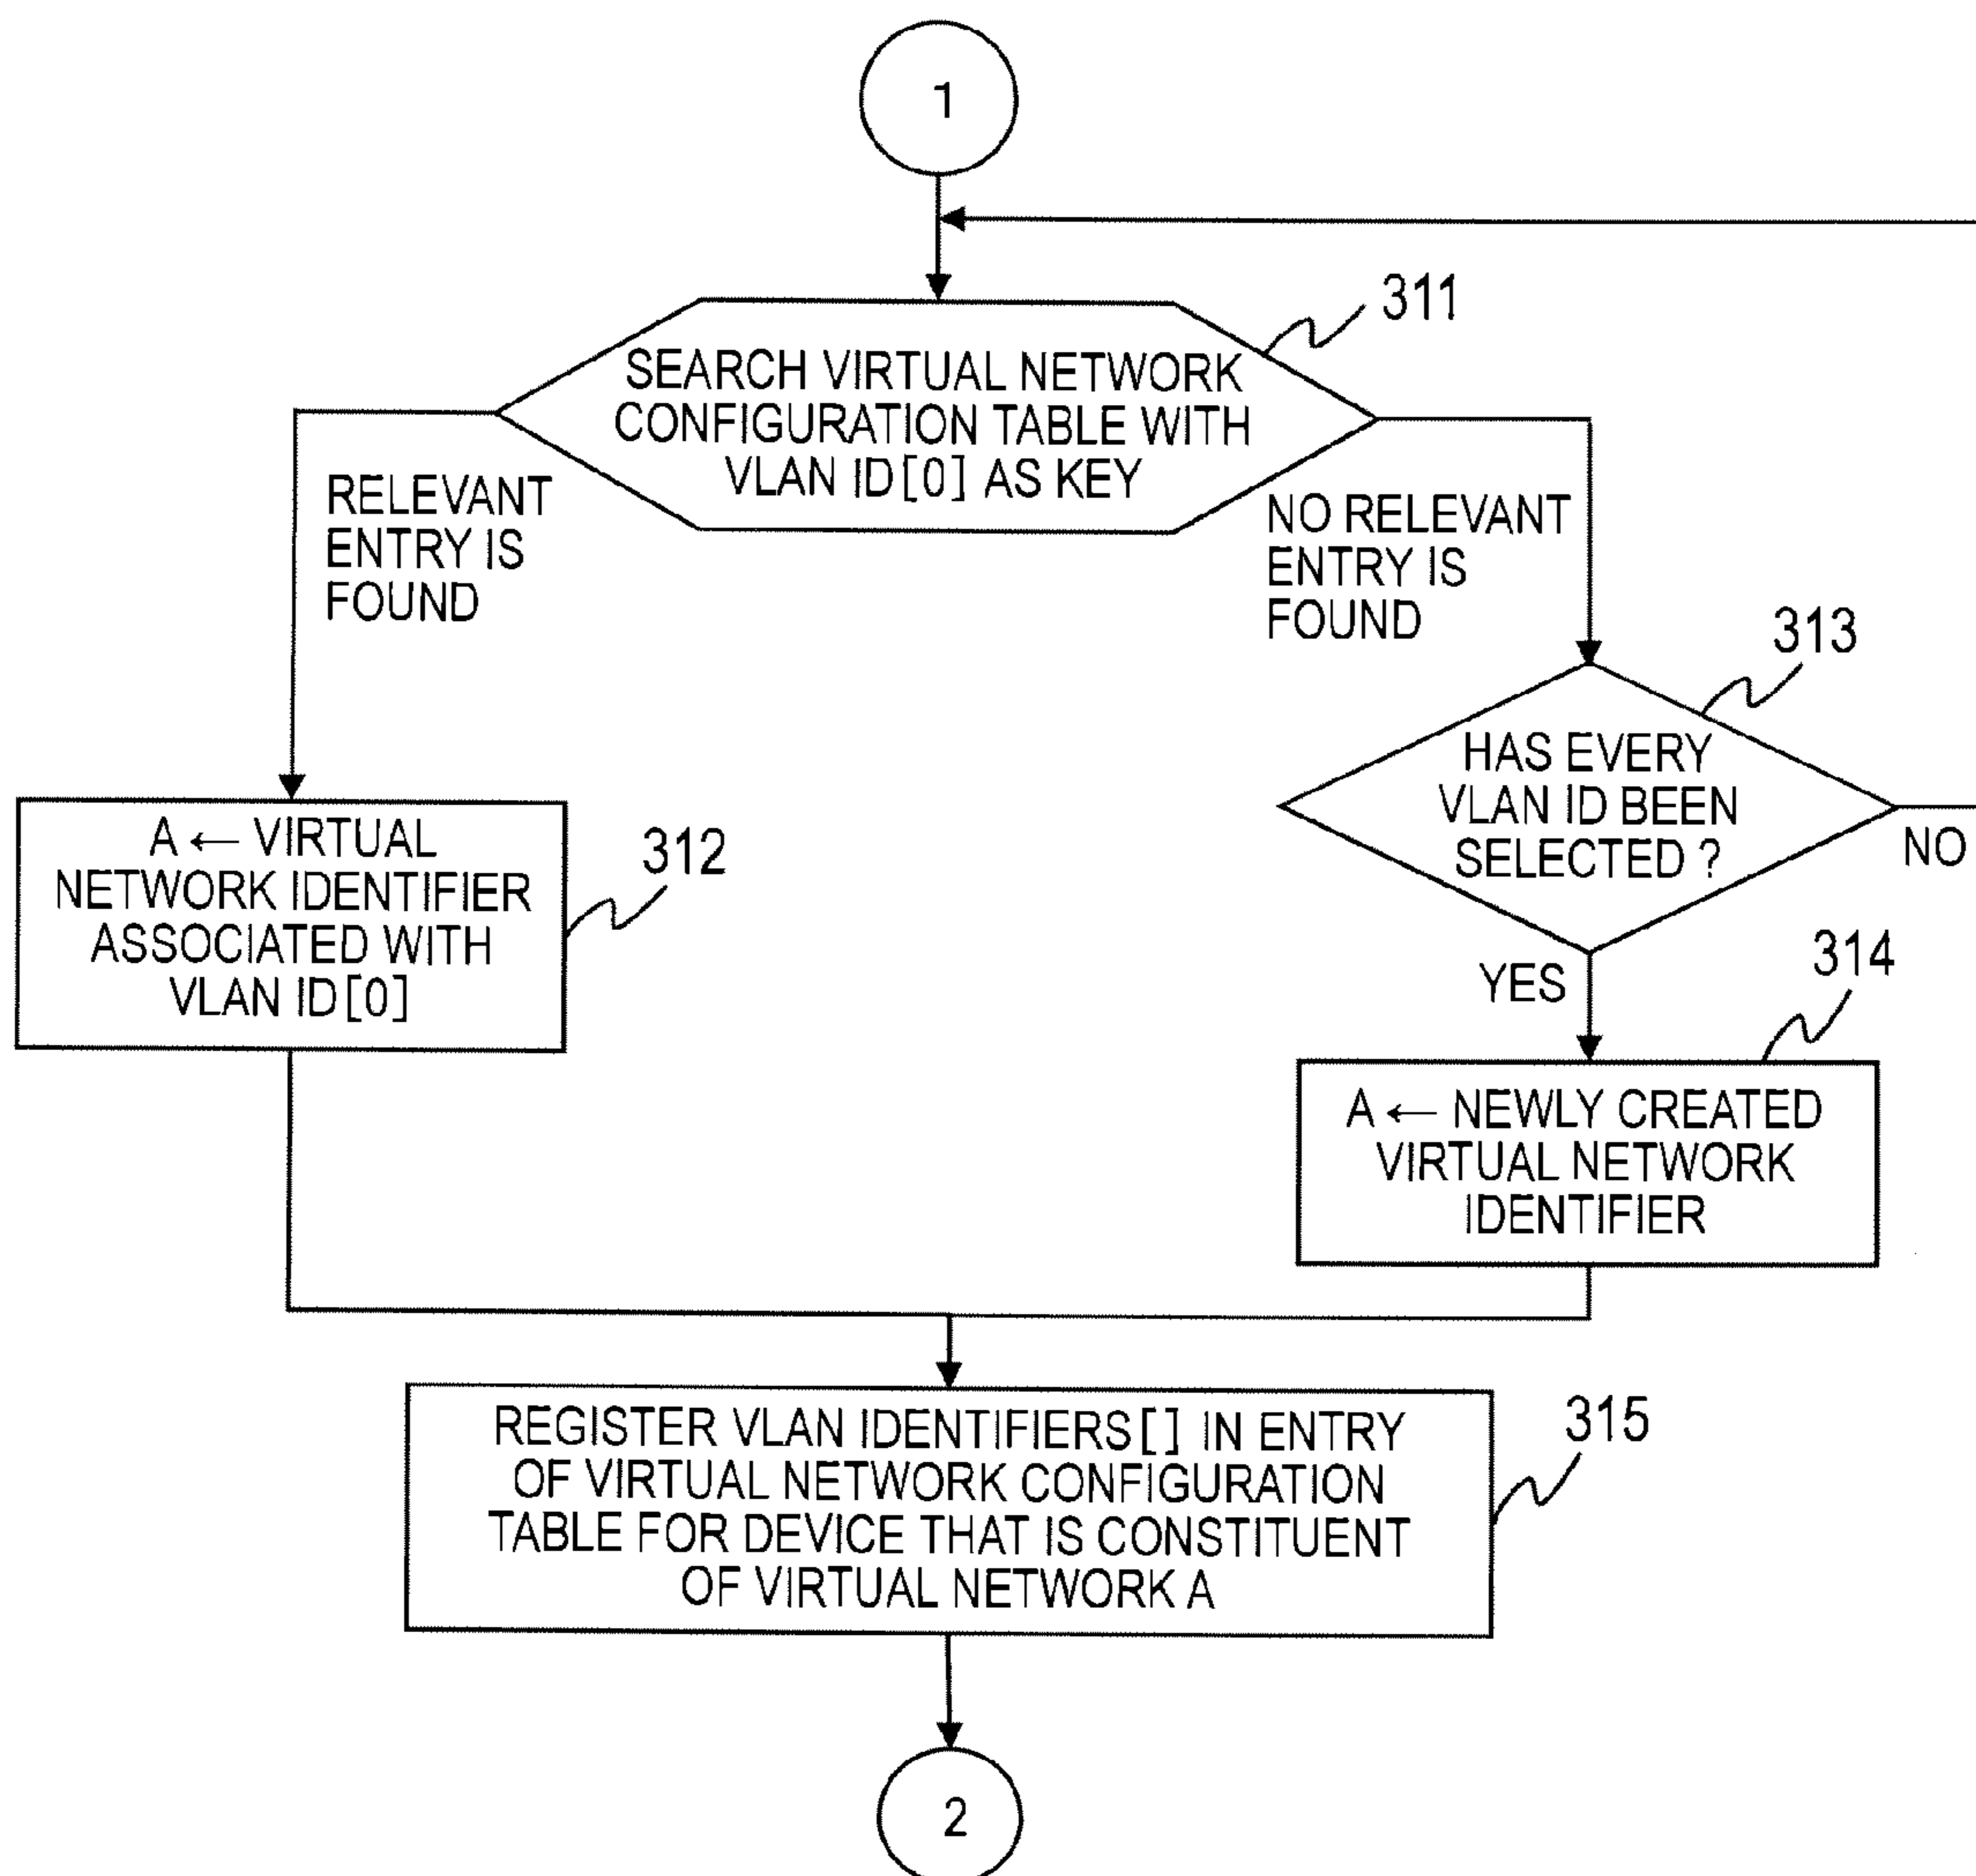 1
311
SEARCH VIRTUAL NETWORK
CONFIGURATION TABLE WITH
VLAN ID[0] AS KEY
RELEVANT
ENTRY IS
FOUND
NO RELEVANT
ENTRY IS
FOUND
313
HAS EVERY
VLAN ID BEEN
SELECTED ?
NO
YES
A ← VIRTUAL
NETWORK IDENTIFIER
ASSOCIATED WITH
VLAN ID[0]
312
314
A ← NEWLY CREATED
VIRTUAL NETWORK
IDENTIFIER
REGISTER VLAN IDENTIFIERS[ ] IN ENTRY
OF VIRTUAL NETWORK CONFIGURATION
TABLE FOR DEVICE THAT IS CONSTITUENT
OF VIRTUAL NETWORK A
315
2